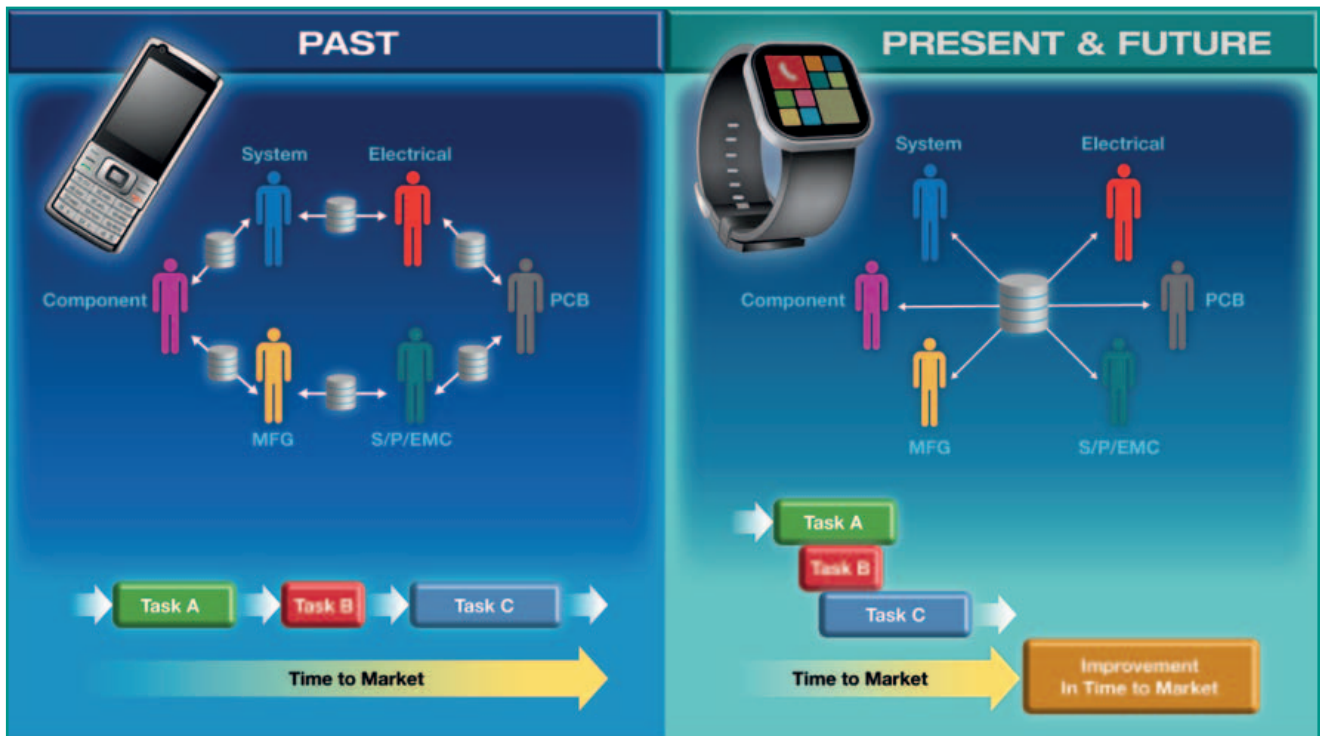 PAST
System
Electrical
Component
PCB
MFG
S/P/EMC
Task A
Task B
Task C
Time to Market
PRESENT & FUTURE
System
Electrical
Component
PCB
MFG
S/P/EMC
Task A
Task B
Task C
Time to Market
Improvement
In Time to Market